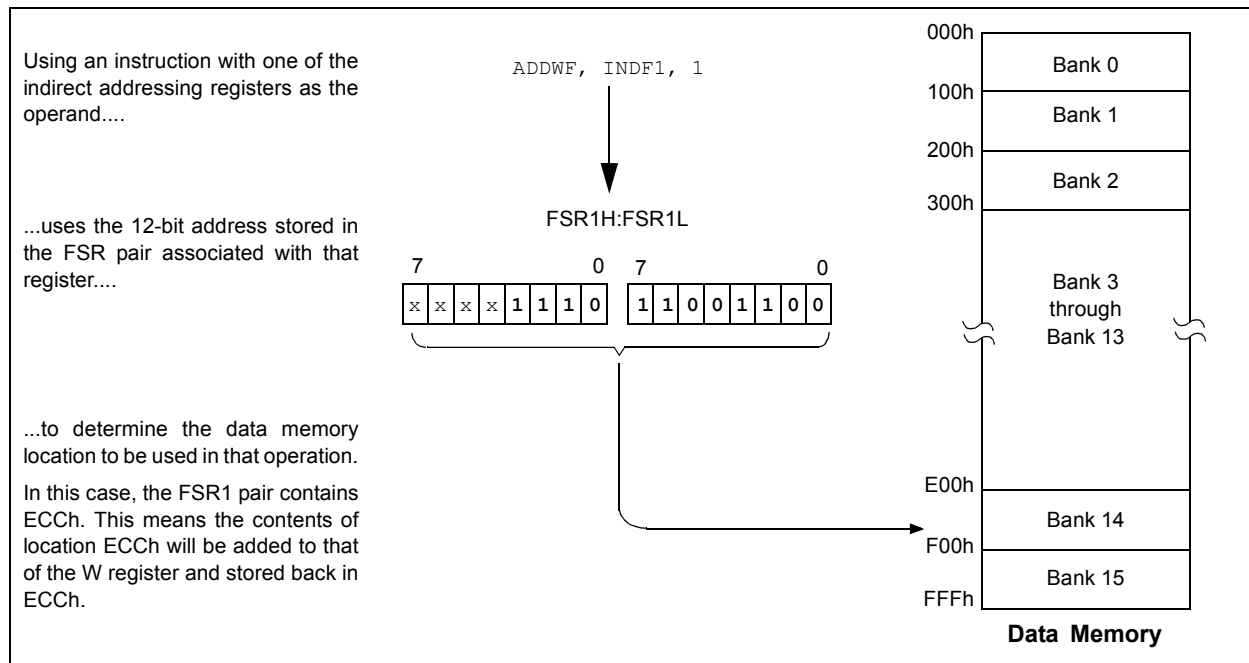 Using an instruction with one of the
indirect addressing registers as the
operand....
ADDWF, INDF1, 1
...uses the 12-bit address stored in
the FSR pair associated with that
register....
FSR1H:FSR1L
7 0 7 0
x x x x 1 1 1 0 1 1 0 0 1 1 0 0
...to determine the data memory
location to be used in that operation.
In this case, the FSR1 pair contains
ECCh. This means the contents of
location ECCh will be added to that
of the W register and stored back in
ECCh.
000h
Bank 0
100h
Bank 1
200h
Bank 2
300h
Bank 3
through
Bank 13
E00h
Bank 14
F00h
Bank 15
FFFh
Data Memory